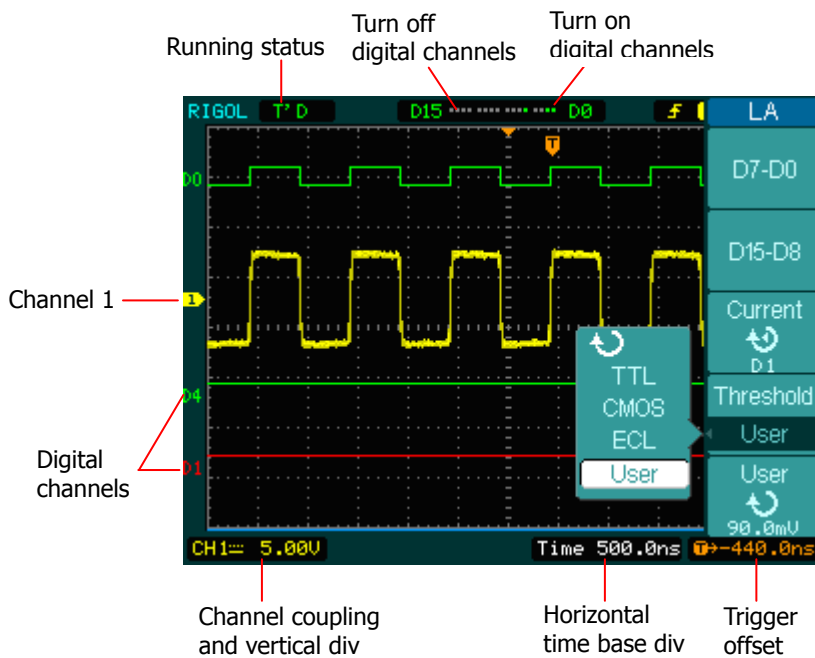 Turn off
digital channels
Turn on
digital channels
Running status
RIGOL T'D D15 D0 LA
D7-D0
D15-D8
Current
D1
Threshold
User
User
90.0mV
D0
Channel 1
1
T
TTL
CMOS
ECL
User
D4
D1
Digital
channels
CH1 5.00V Time 500.0ns T→-440.0ns
Channel coupling
and vertical div
Horizontal
time base div
Trigger
offset